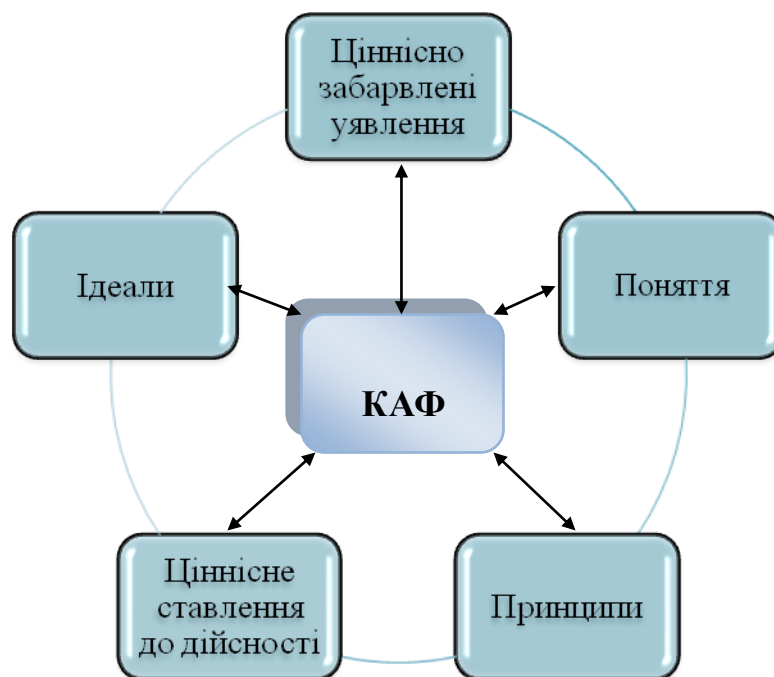 Ціннісно
забарвлені
уявлення
Ідеали
Поняття
КАФ
Ціннісне
ставлення
до дійсності
Принципи